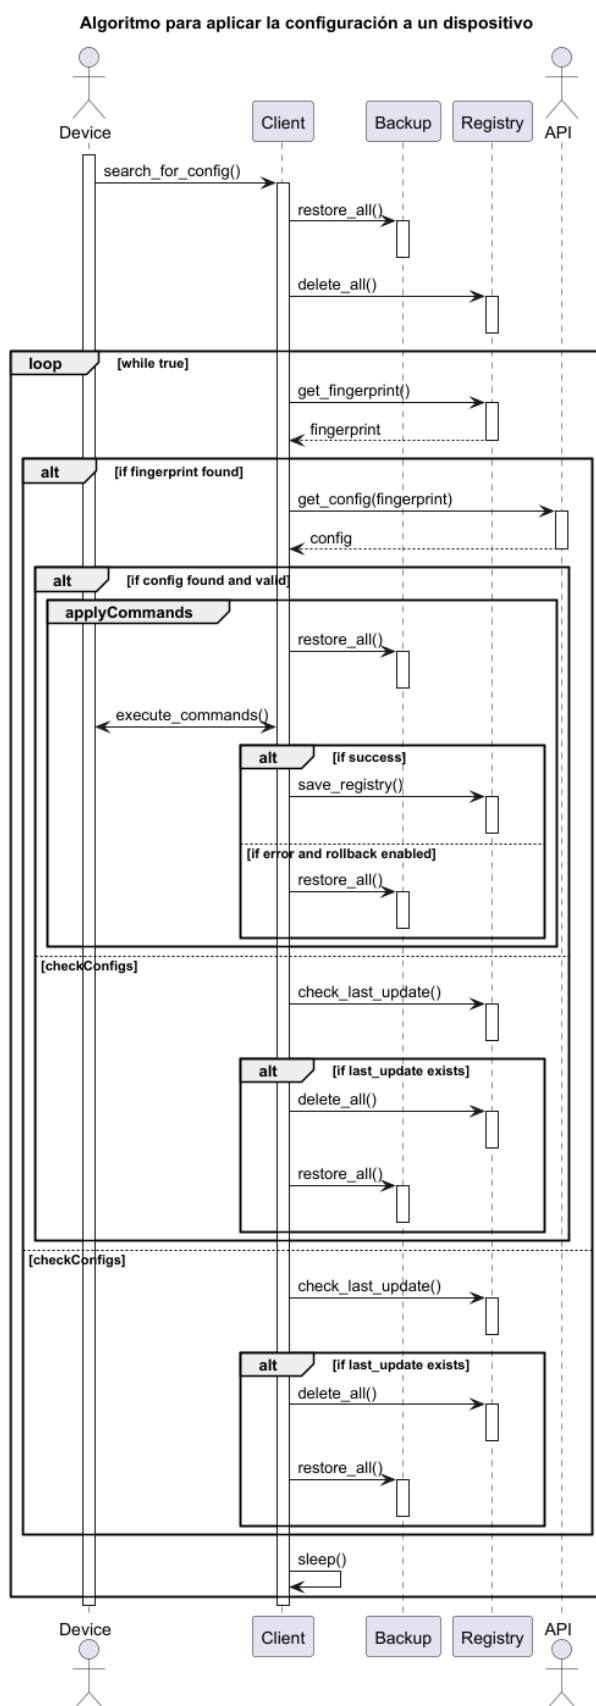 Algoritmo para aplicar la configuración a un dispositivo
Device
Client
Backup
Registry
API
search_for_config()
restore_all()
delete_all()
loop [while true]
get_fingerprint()
fingerprint
alt [if fingerprint found]
get_config(fingerprint)
config
alt [if config found and valid]
applyCommands
restore_all()
execute_commands()
alt [if success]
save_registry()
[if error and rollback enabled]
restore_all()
[checkConfigs]
check_last_update()
alt [if last_update exists]
delete_all()
restore_all()
[checkConfigs]
check_last_update()
alt [if last_update exists]
delete_all()
restore_all()
sleep()
Device
Client
Backup
Registry
API